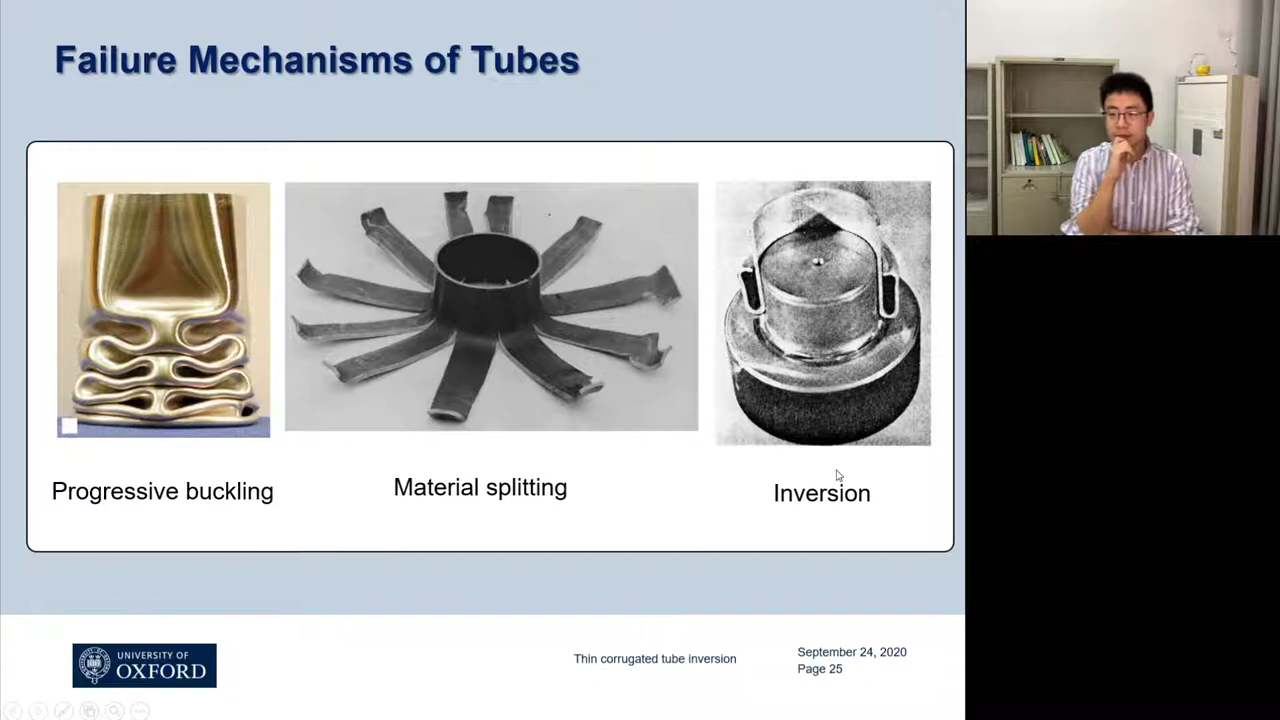 Failure Mechanisms of Tubes
Progressive buckling
Material splitting
Inversion
UNIVERSITY OF
OXFORD
Thin corrugated tube inversion
September 24, 2020
Page 25